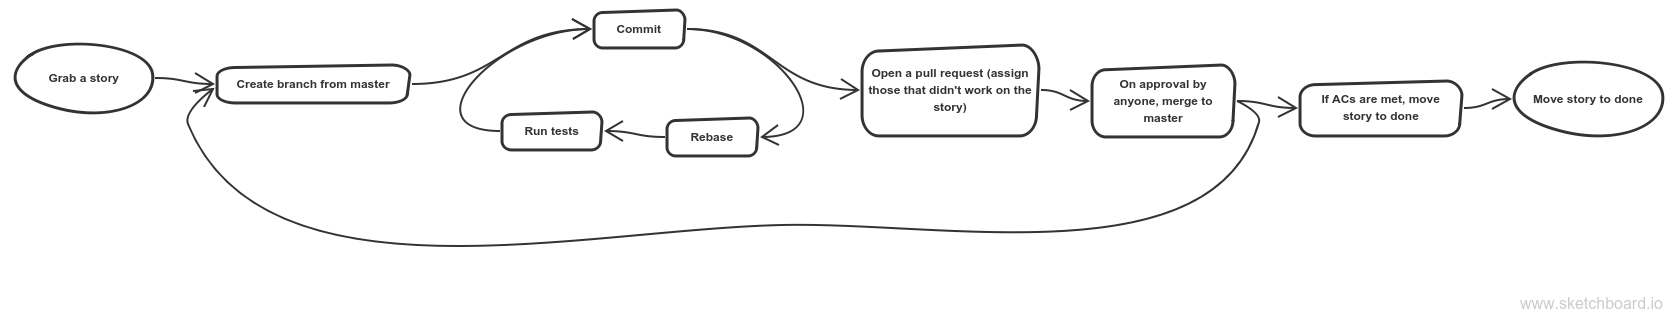 Grab a story
Create branch from master
Commit
Run tests
Rebase
Open a pull request (assign
those that didn't work on the
story)
On approval by
anyone, merge to
master
If ACs are met, move
story to done
Move story to done
www.sketchboard.io